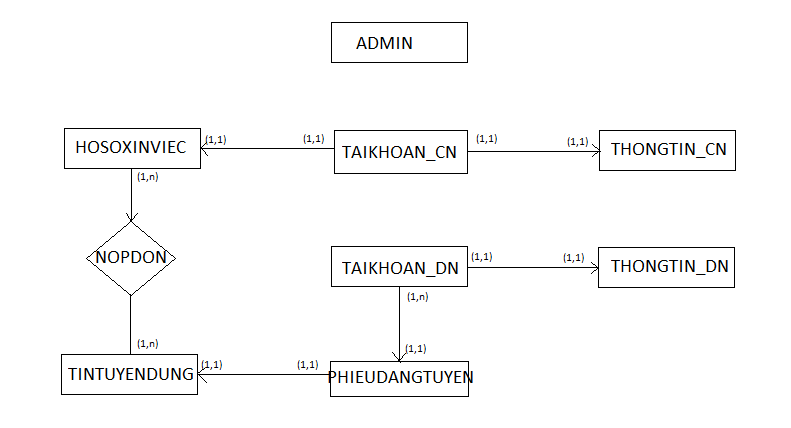 ADMIN
HOSOXINVIEC
(1,1)
(1,1)
TAIKHOAN_CN
(1,1)
(1,1)
THONGTIN_CN
(1,n)
NOPDON
TAIKHOAN_DN
(1,1)
(1,1)
THONGTIN_DN
(1,n)
(1,n)
(1,1)
TINTUYENDUNG
(1,1)
(1,1)
PHIEUDANGTUYEN